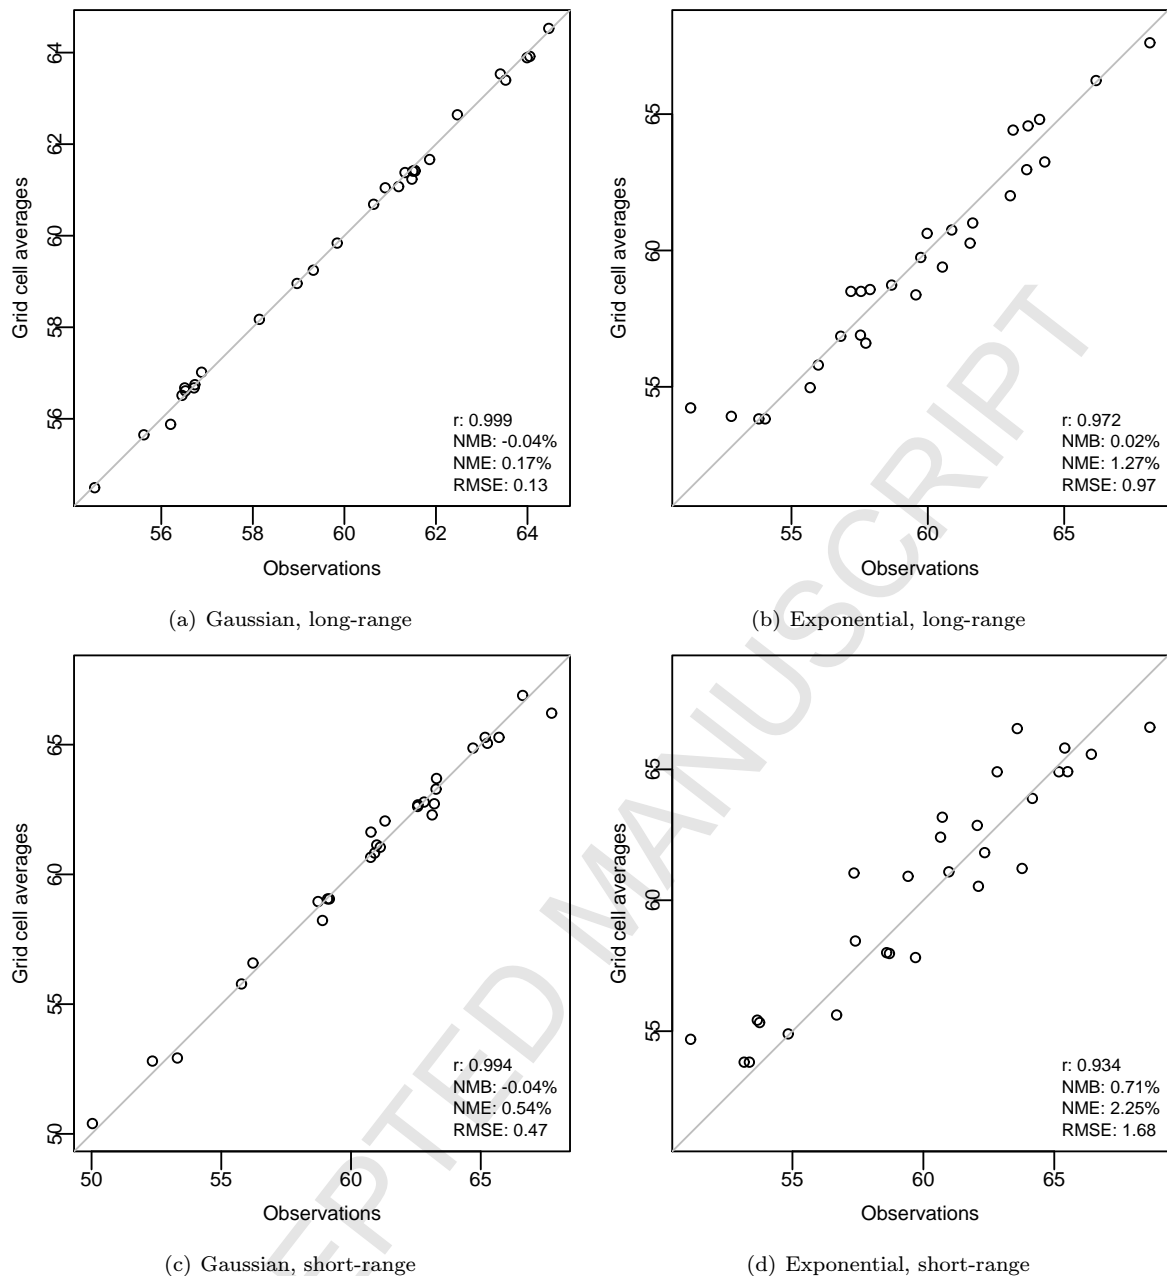 64
62
60
58
56
Grid cell averages
r: 0.999
NMB: -0.04%
NME: 0.17%
RMSE: 0.13
56 58 60 62 64
Observations
(a) Gaussian, long-range
65
60
55
Grid cell averages
r: 0.972
NMB: 0.02%
NME: 1.27%
RMSE: 0.97
55 60 65
Observations
(b) Exponential, long-range
65
60
55
50
Grid cell averages
r: 0.994
NMB: -0.04%
NME: 0.54%
RMSE: 0.47
50 55 60 65
Observations
(c) Gaussian, short-range
65
60
55
Grid cell averages
r: 0.934
NMB: 0.71%
NME: 2.25%
RMSE: 1.68
55 60 65
Observations
(d) Exponential, short-range
EPTED MANUSCRIPT